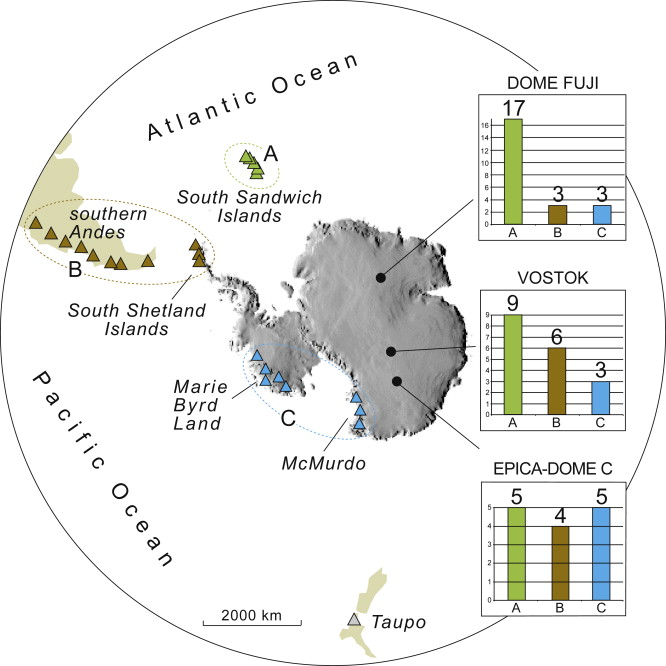 Atlantic Ocean
A
South Sandwich
Islands
southern
Andes
B
South Shetland
Islands
Marie
Byrd
Land
C
McMurdo
Pacific Ocean
2000 km
Taupo
DOME FUJI
17
3
3
16
14
12
10
8
6
4
2
0
A B C
VOSTOK
9
6
3
9
8
7
6
5
4
3
2
1
0
A B C
EPICA-DOME C
5
4
5
5
4
3
2
1
0
A B C